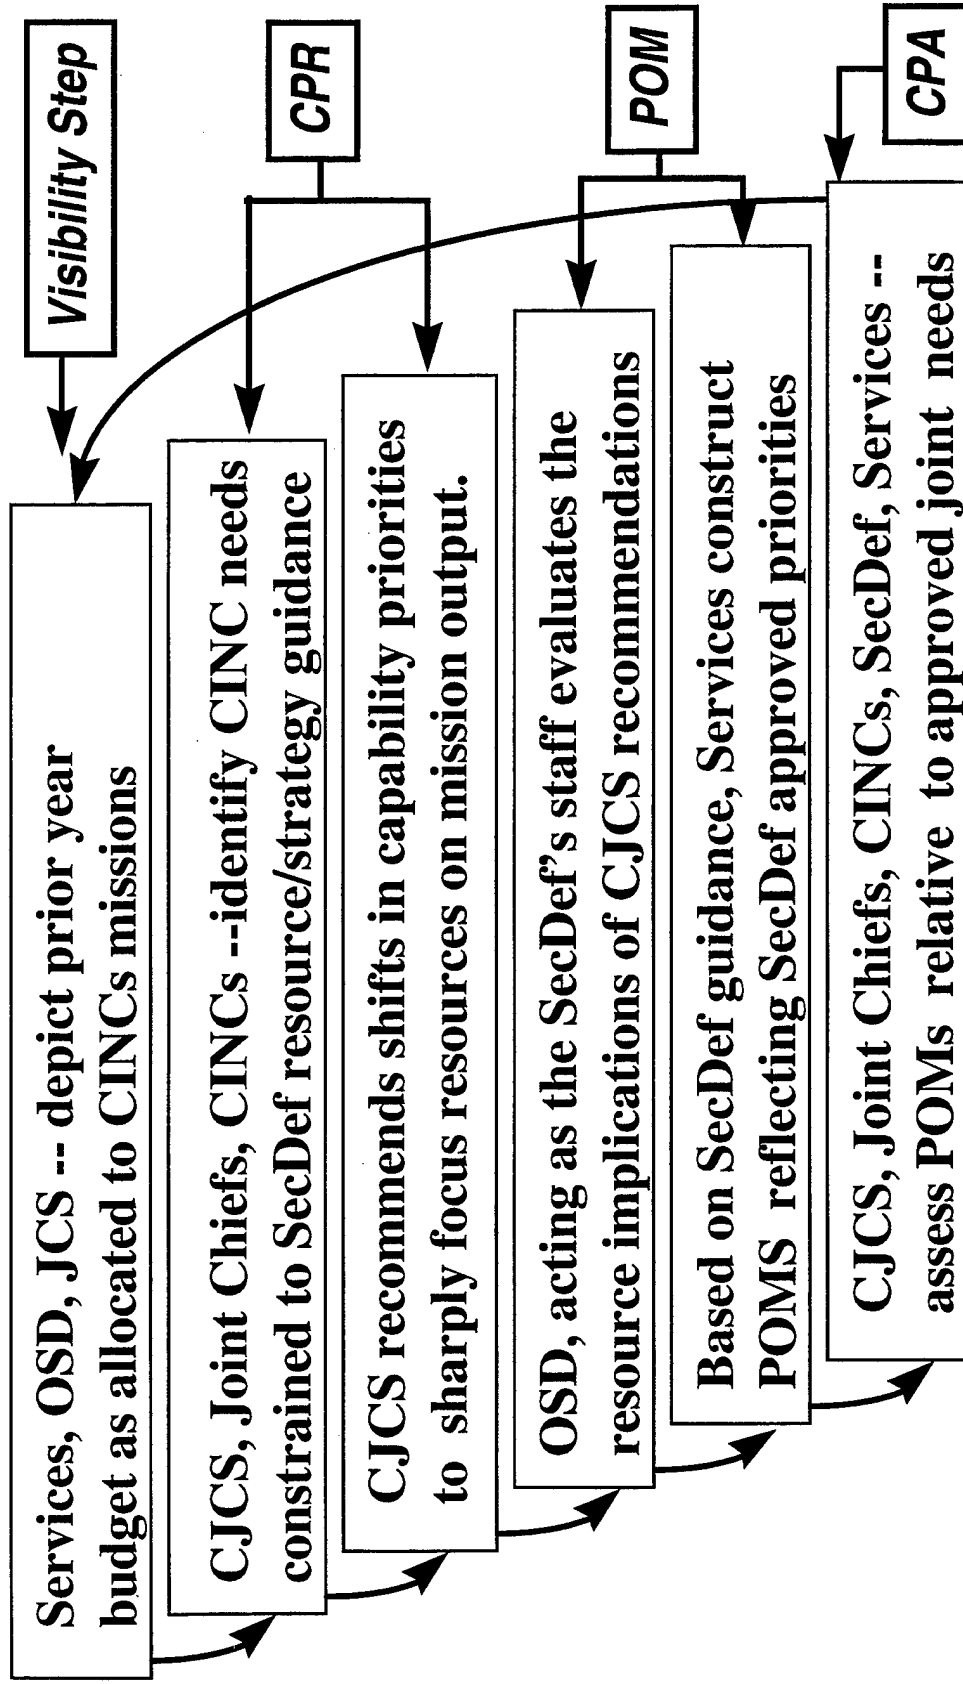 Services, OSD, JCS -- depict prior year
budget as allocated to CINCs missions
Visibility Step
CJCS, Joint Chiefs, CINCs --identify CINC needs
constrained to SecDef resource/strategy guidance
CPR
CJCS recommends shifts in capability priorities
to sharply focus resources on mission output.
OSD, acting as the SecDef's staff evaluates the
resource implications of CJCS recommendations
POM
Based on SecDef guidance, Services construct
POMS reflecting SecDef approved priorities
CJCS, Joint Chiefs, CINCs, SecDef, Services --
assess POMs relative to approved joint needs
CPA